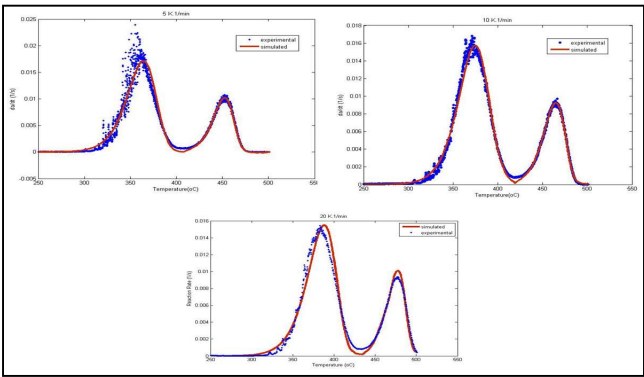 5 K.1/min
0.025
0.02
0.015
0.01
0.005
0
-0.005
250 300 350 400 450 500 55
Temperature(oC)
da/dt (1/s)
experimental
simulated
10 K.1/min
0.018
0.016
0.014
0.012
0.01
0.008
0.006
0.004
0.002
0
250 300 350 400 450 500 550
Temperature(oC)
da/dt (1/s)
experimental
simulated
20 K.1/min
0.016
0.014
0.012
0.01
0.008
0.006
0.004
0.002
0
250 300 350 400 450 500 550
Temperature (oC)
Reaction Rate (1/s)
simulated
experimental